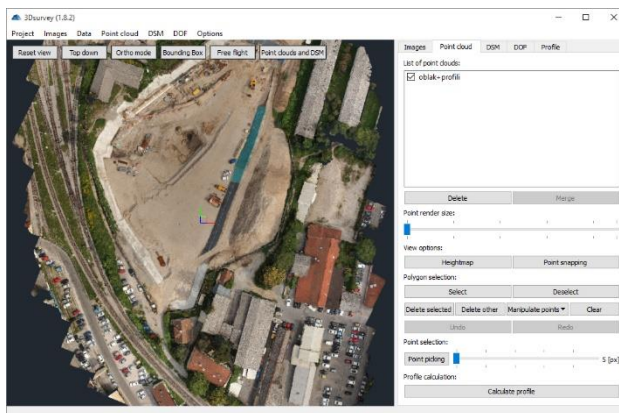 3Dsurvey (1.8.2)
Project Images Data Point cloud DSM DOF Options
Reset view Top down Ortho mode Bounding Box Free flight Point clouds and DSM
Images Point cloud DSM DOF Profile
List of point clouds:
oblak-profili
Delete Merge
Point render size:
View options:
Heightmap Point snapping
Polygon selection:
Select Deselect
Delete selected Delete other Manipulate points Clear
Undo Redo
Point selection:
Point picking 5 [px]
Profile calculation:
Calculate profile